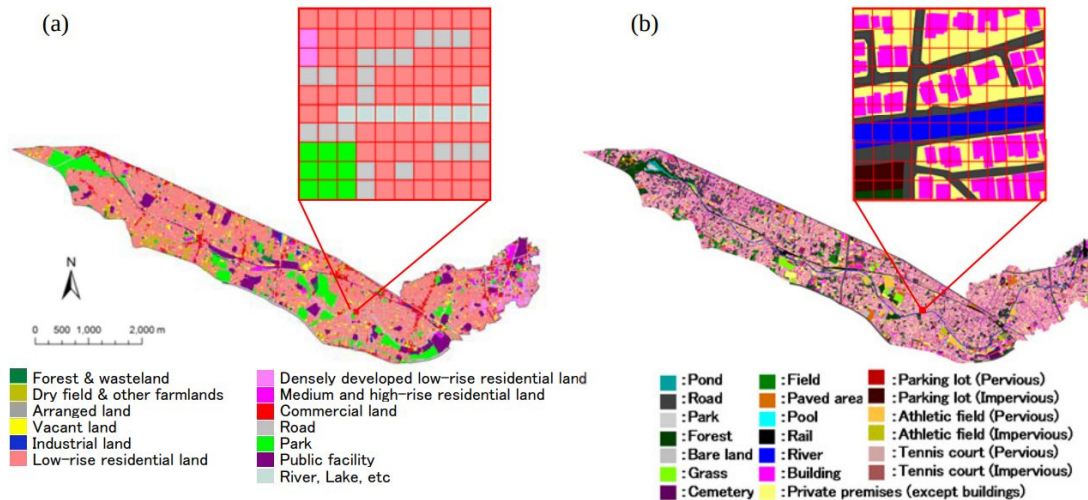 (a)
(b)
N
0 500 1,000 2,000 m
Forest & wasteland
Dry field & other farmlands
Arranged land
Vacant land
Industrial land
Low-rise residential land
Densely developed low-rise residential land
Medium and high-rise residential land
Commercial land
Road
Park
Public facility
River, Lake, etc
:Pond
:Road
:Park
:Forest
:Bare land
:Grass
:Cemetery
:Field
:Paved area
:Pool
:Rail
:River
:Building
:Private premises (except buildings)
:Parking lot (Pervious)
:Parking lot (Impervious)
:Athletic field (Pervious)
:Athletic field (Impervious)
:Tennis court (Pervious)
:Tennis court (Impervious)